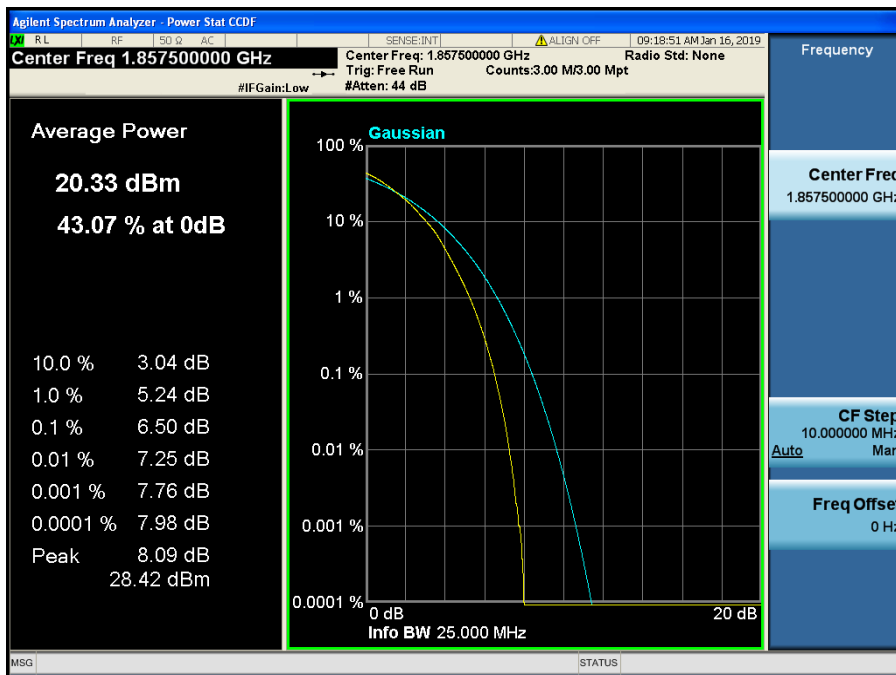 Agilent Spectrum Analyzer - Power Stat CCDF
LXI RL RF 50 Ω AC SENSE:INT ALIGN OFF 09:18:51 AM Jan 16, 2019
Center Freq 1.857500000 GHz
Center Freq: 1.857500000 GHz Radio Std: None
Trig: Free Run Counts:3.00 M/3.00 Mpt
#IFGain:Low #Atten: 44 dB
Frequency
Average Power
20.33 dBm
43.07 % at 0dB
10.0 % 3.04 dB
1.0 % 5.24 dB
0.1 % 6.50 dB
0.01 % 7.25 dB
0.001 % 7.76 dB
0.0001 % 7.98 dB
Peak 8.09 dB
28.42 dBm
Gaussian
100 %
10 %
1 %
0.1 %
0.01 %
0.001 %
0.0001 %
0 dB 20 dB
Info BW 25.000 MHz
Center Freq
1.857500000 GHz
CF Step
10.000000 MHz
Auto Man
Freq Offset
0 Hz
MSG STATUS